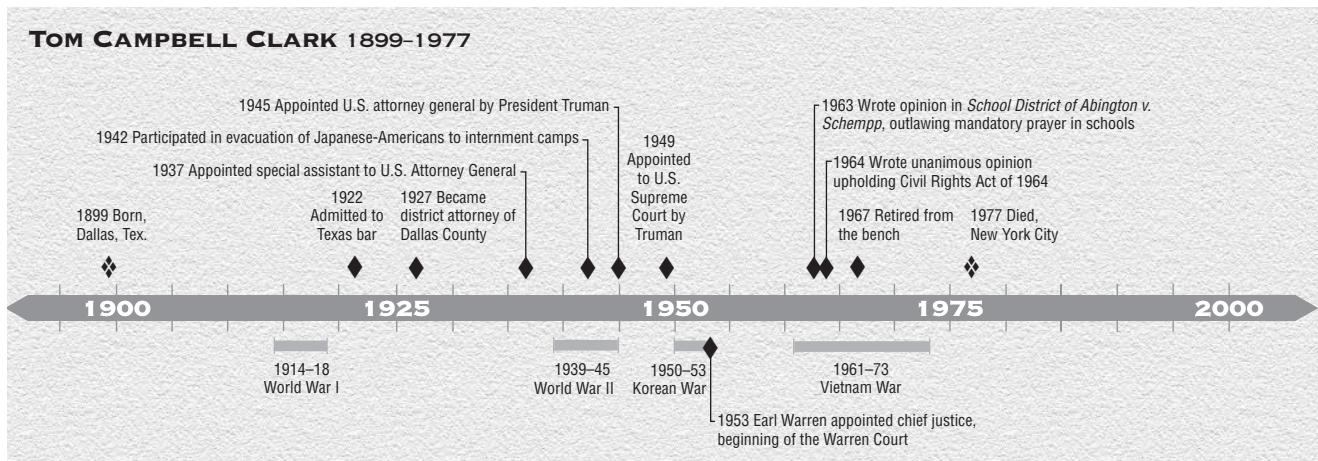 TOM CAMPBELL CLARK 1899–1977
1945 Appointed U.S. attorney general by President Truman
1942 Participated in evacuation of Japanese-Americans to internment camps
1937 Appointed special assistant to U.S. Attorney General
1899 Born,
Dallas, Tex.
1922
Admitted to
Texas bar
1927 Became
district attorney of
Dallas County
1949
Appointed
to U.S.
Supreme
Court by
Truman
1963 Wrote opinion in School District of Abington v.
Schempp, outlawing mandatory prayer in schools
1964 Wrote unanimous opinion
upholding Civil Rights Act of 1964
1967 Retired from
the bench
1977 Died,
New York City
1900
1925
1950
1975
2000
1914–18
World War I
1939–45
World War II
1950–53
Korean War
1961–73
Vietnam War
1953 Earl Warren appointed chief justice,
beginning of the Warren Court